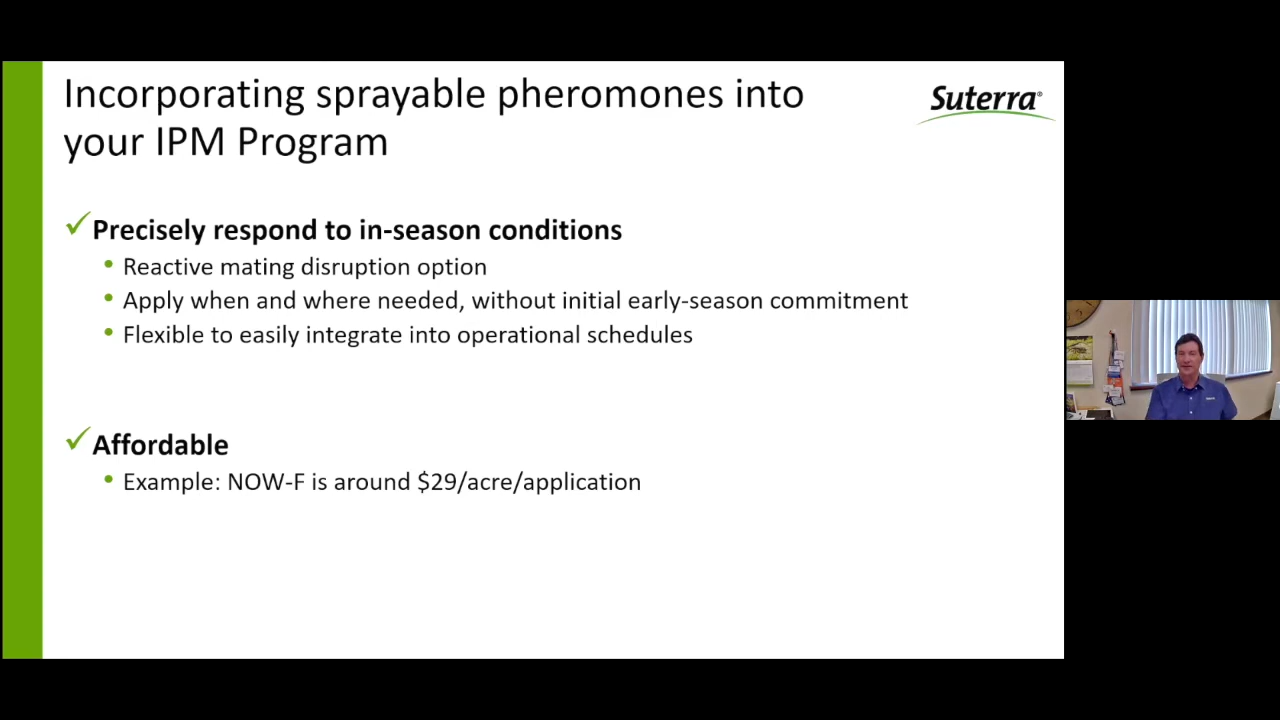 Incorporating sprayable pheromones into
your IPM Program
Suterra®
Precisely respond to in-season conditions
• Reactive mating disruption option
• Apply when and where needed, without initial early-season commitment
• Flexible to easily integrate into operational schedules
Affordable
• Example: NOW-F is around $29/acre/application